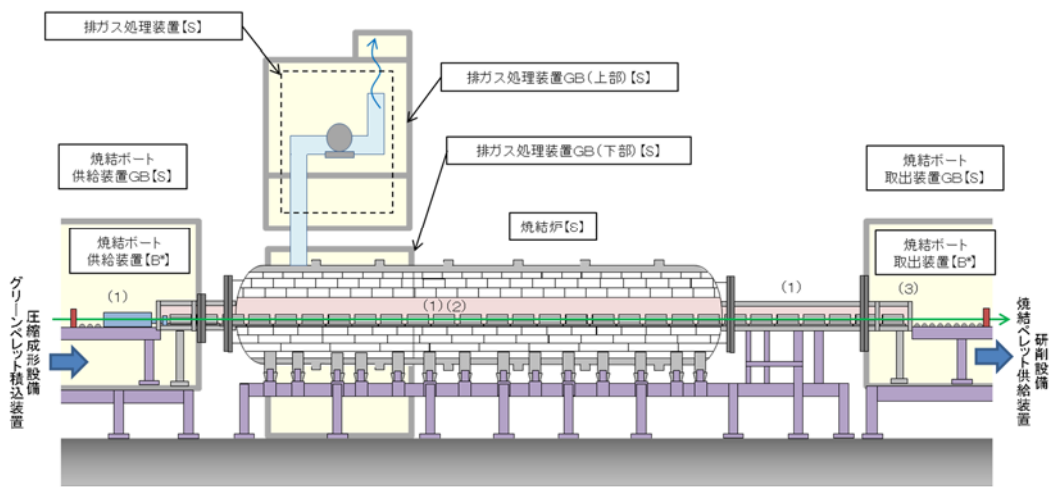 排ガス処理装置【S】
排ガス処理装置GB（上部）【S】
排ガス処理装置GB（下部）【S】
焼結ボート
供給装置GB【S】
焼結ボート
取出装置GB【S】
焼結炉【S】
焼結ボート
供給装置【B*】
焼結ボート
取出装置【B*】
（1）
（1）（2）
（1）
（3）
圧縮成形設備
グリーンペレット積込装置
研削設備
焼結ペレット供給装置